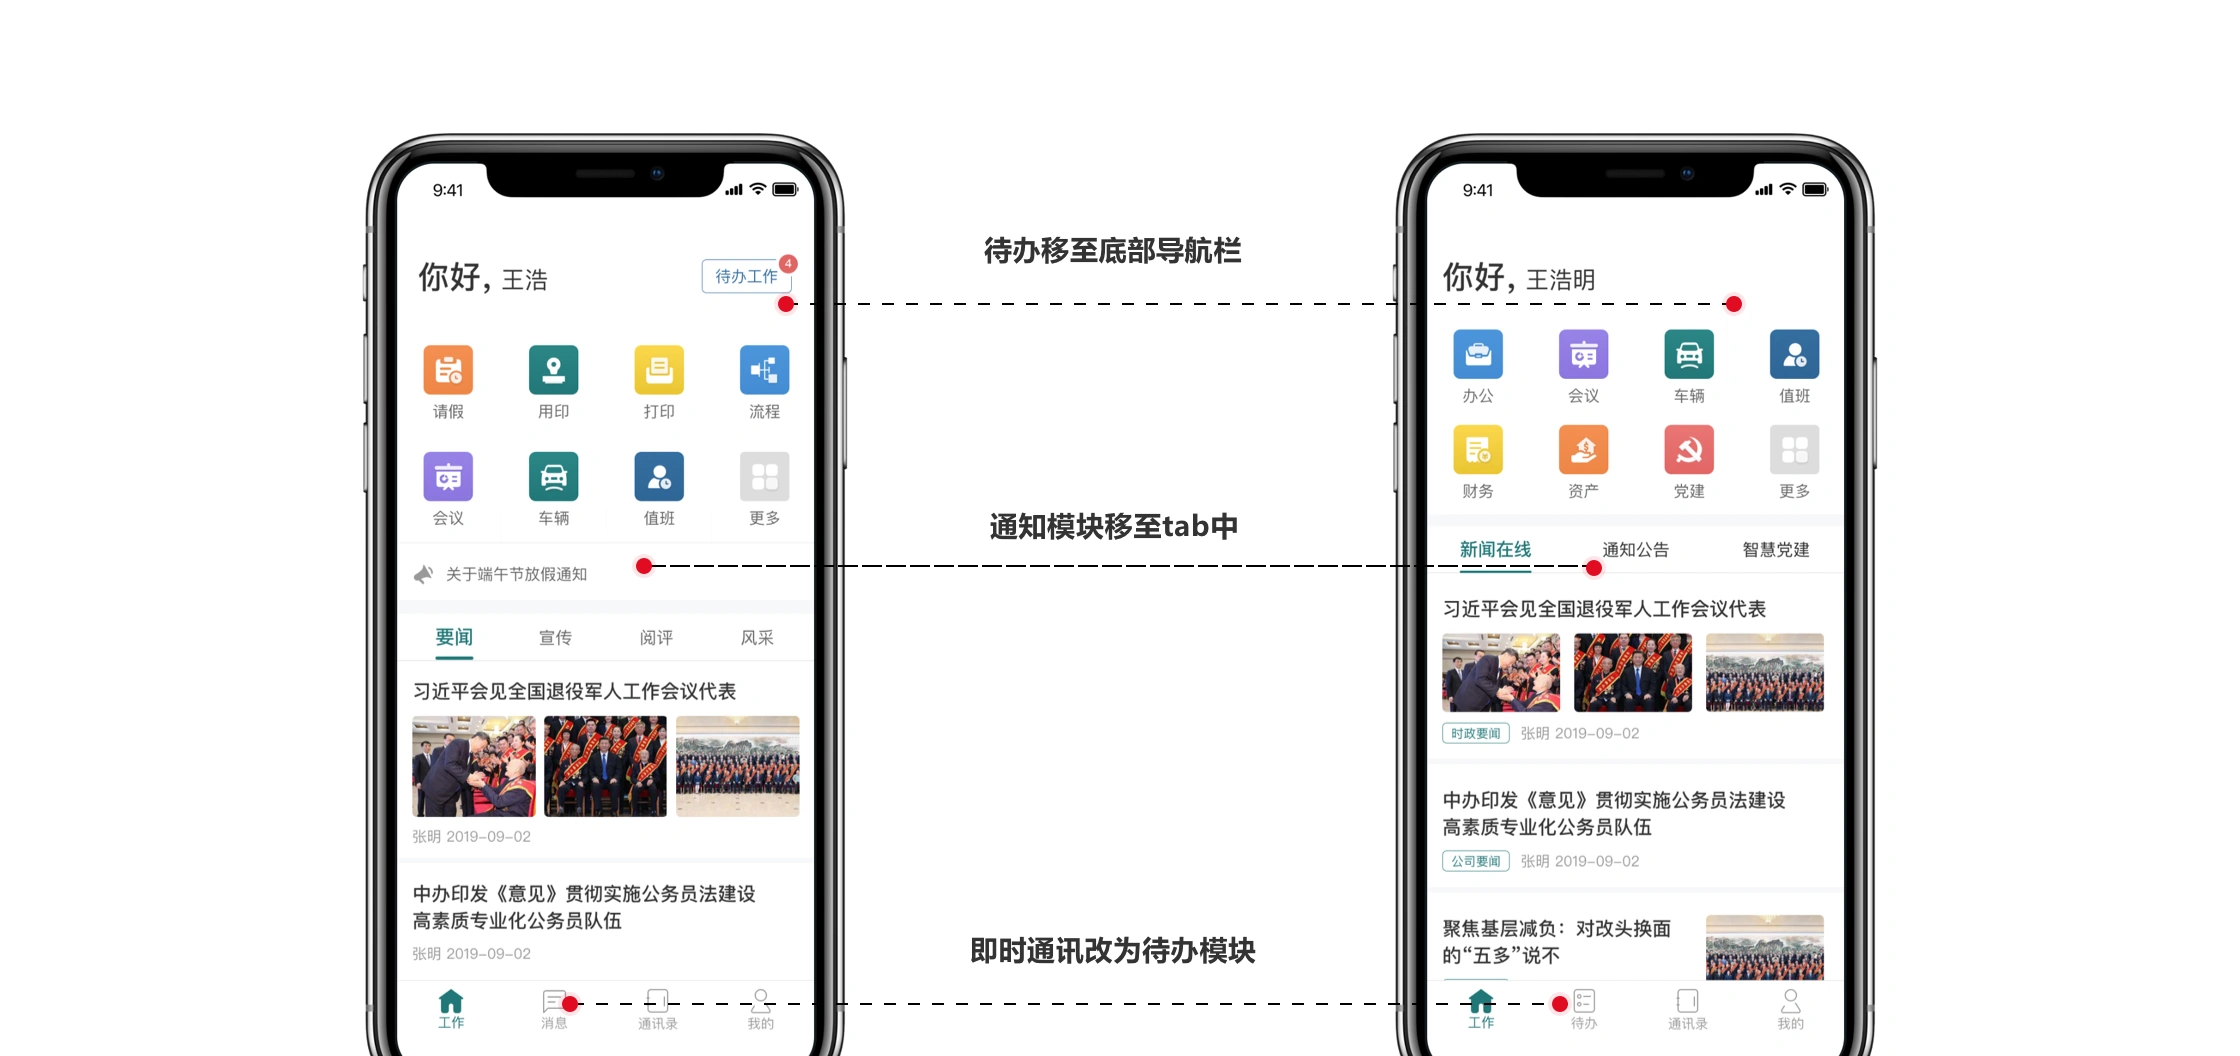 9:41
你好，王浩
待办工作
4
请假
用印
打印
流程
会议
车辆
值班
更多
关于端午节放假通知
要闻
宣传
阅评
风采
习近平会见全国退役军人工作会议代表
张明 2019-09-02
中办印发《意见》贯彻实施公务员法建设
高素质专业化公务员队伍
张明 2019-09-02
工作
消息
通讯录
我的
待办移至底部导航栏
通知模块移至tab中
即时通讯改为待办模块
9:41
你好，王浩明
办公
会议
车辆
值班
财务
资产
党建
更多
新闻在线
通知公告
智慧党建
习近平会见全国退役军人工作会议代表
时政要闻 张明 2019-09-02
中办印发《意见》贯彻实施公务员法建设
高素质专业化公务员队伍
公司要闻 张明 2019-09-02
聚焦基层减负：对改头换面
的“五多”说不
工作
待办
通讯录
我的